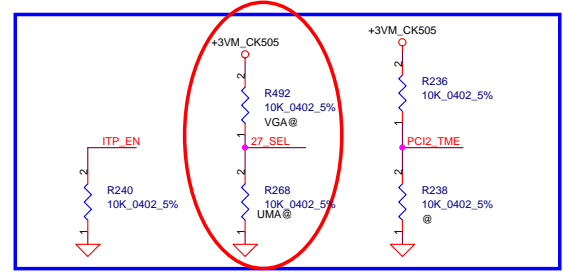 +3VM_CK505
2
R492
10K_0402_5%
VGA@
1
27_SEL
2
R268
10K_0402_5%
UMA@
1
+3VM_CK505
2
R236
10K_0402_5%
1
PCI2_TME
2
R238
10K_0402_5%
@
1
ITP_EN
2
R240
10K_0402_5%
1